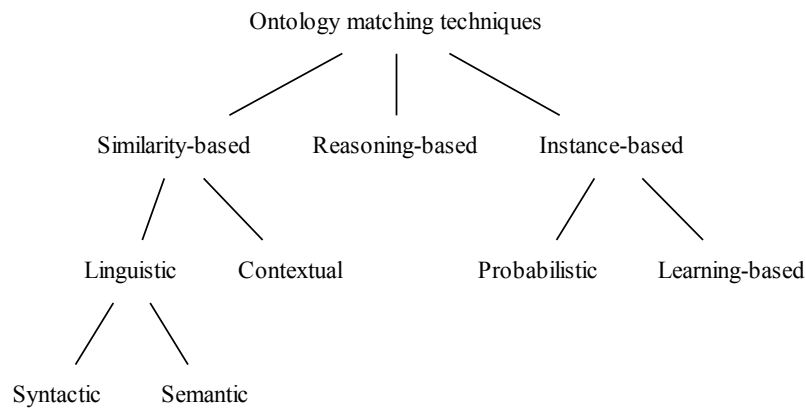 Ontology matching techniques
Similarity-based Reasoning-based Instance-based
Linguistic Contextual Probabilistic Learning-based
Syntactic Semantic